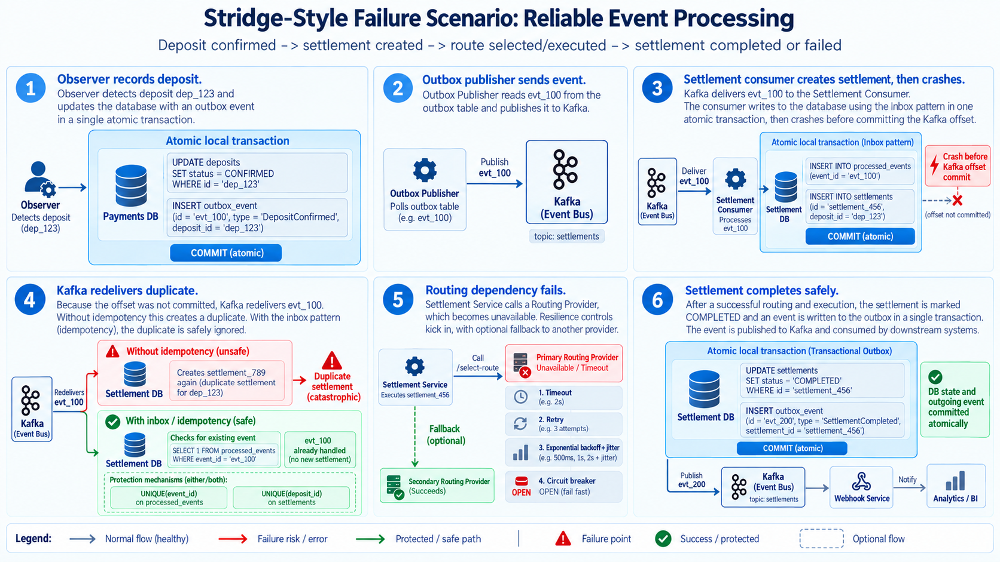 Stridge-Style Failure Scenario: Reliable Event Processing
Deposit confirmed -> settlement created -> route selected/executed -> settlement completed or failed
1
Observer records deposit.
Observer detects deposit dep_123 and
updates the database with an outbox event
in a single atomic transaction.
Observer
Detects deposit
(dep_123)
Atomic local transaction
Payments DB
UPDATE deposits
SET status = CONFIRMED
WHERE id = 'dep_123'
INSERT outbox_event
(id = 'evt_100', type = 'DepositConfirmed',
deposit_id = 'dep_123')
COMMIT (atomic)
2
Outbox publisher sends event.
Outbox Publisher reads evt_100 from the
outbox table and publishes it to Kafka.
Outbox Publisher
Polls outbox table
(e.g. evt_100)
Publish
evt_100
Kafka
(Event Bus)
topic: settlements
3
Settlement consumer creates settlement, then crashes.
Kafka delivers evt_100 to the Settlement Consumer.
The consumer writes to the database using the Inbox pattern in one
atomic transaction, then crashes before committing the Kafka offset.
Kafka
(Event Bus)
Deliver
evt_100
Settlement
Consumer
Processes
evt_100
Atomic local transaction (Inbox pattern)
Settlement
DB
INSERT INTO processed_events
(event_id = 'evt_100')
INSERT INTO settlements
(id = 'settlement_456',
deposit_id = 'dep_123')
COMMIT (atomic)
Crash before
Kafka offset
commit
(offset not committed)
4
Kafka redelivers duplicate.
Because the offset was not committed, Kafka redelivers evt_100.
Without idempotency this creates a duplicate. With the inbox pattern
(idempotency), the duplicate is safely ignored.
Kafka
(Event Bus)
Redelivers
evt_100
Without idempotency (unsafe)
Settlement DB
Creates settlement_789
again (duplicate settlement
for dep_123)
Duplicate
settlement
(catastrophic)
With inbox / idempotency (safe)
Settlement DB
Checks for existing event
SELECT 1 FROM processed_events
WHERE event_id = 'evt_100'
evt_100
already handled
(no new settlement)
Protection mechanisms (either/both):
UNIQUE(event_id)
on processed_events
UNIQUE(deposit_id)
on settlements
5
Routing dependency fails.
Settlement Service calls a Routing Provider,
which becomes unavailable. Resilience controls
kick in, with optional fallback to another provider.
Settlement Service
Executes settlement_456
Call
/select-route
Primary Routing Provider
Unavailable / Timeout
1. Timeout
(e.g. 2s)
2. Retry
(e.g. 3 attempts)
3. Exponential backoff + jitter
(e.g. 500ms, 1s, 2s + jitter)
OPEN
4. Circuit breaker
OPEN (fail fast)
Fallback
(optional)
Secondary Routing Provider
(Succeeds)
6
Settlement completes safely.
After a successful routing and execution, the settlement is marked
COMPLETED and an event is written to the outbox in a single transaction.
The event is published to Kafka and consumed by downstream systems.
Atomic local transaction (Transactional Outbox)
Settlement DB
UPDATE settlements
SET status = 'COMPLETED'
WHERE id = 'settlement_456'
INSERT outbox_event
(id = 'evt_200', type = 'SettlementCompleted',
settlement_id = 'settlement_456')
COMMIT (atomic)
DB state and
outgoing event
committed
atomically
Publish
evt_200
Kafka
(Event Bus)
topic: settlements
Webhook Service
Notify
Analytics / BI
Legend:
Normal flow (healthy)
Failure risk / error
Protected / safe path
Failure point
Success / protected
Optional flow